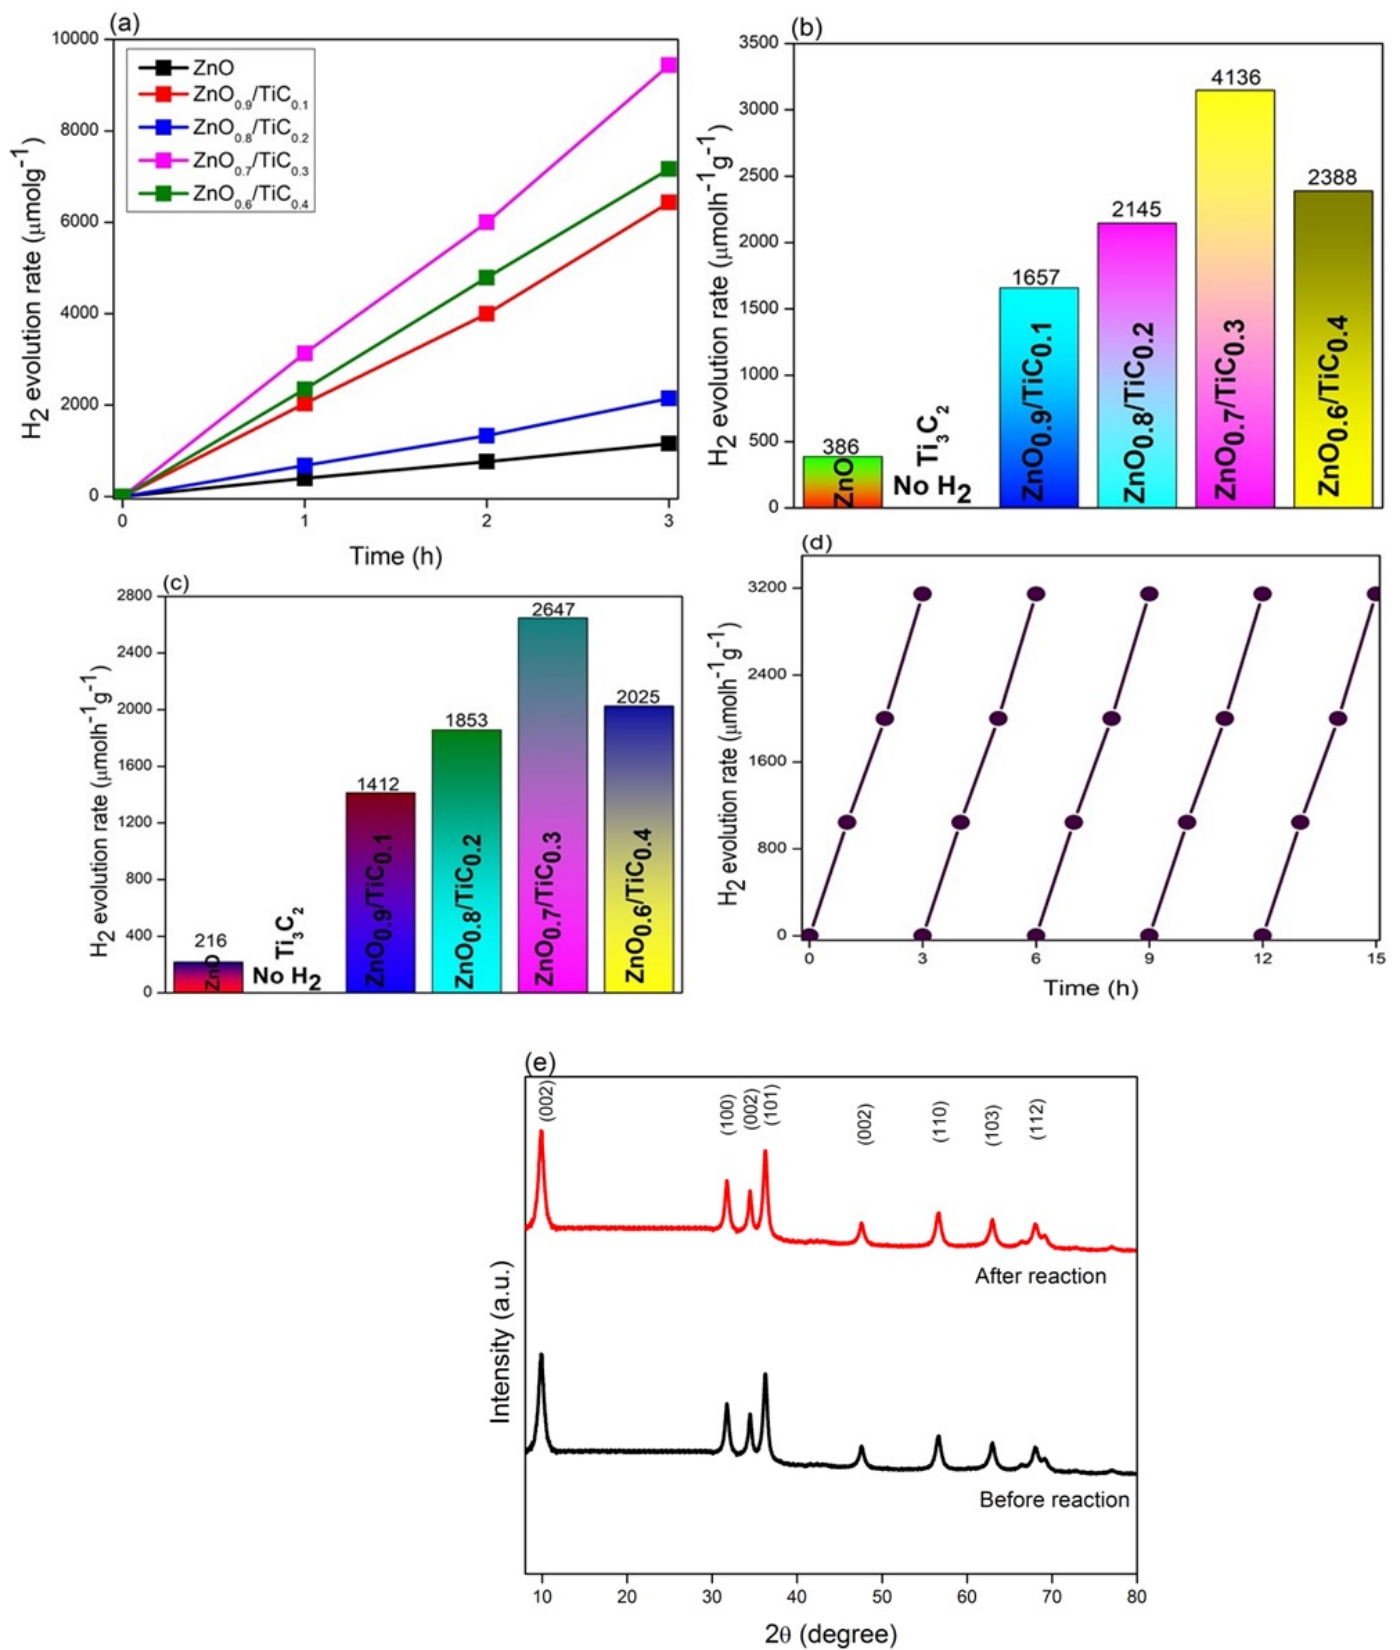 (a)
H2 evolution rate (μmolg-1)
10000
8000
6000
4000
2000
0
ZnO
ZnO0.9/TiC0.1
ZnO0.8/TiC0.2
ZnO0.7/TiC0.3
ZnO0.6/TiC0.4
0 1 2 3
Time (h)
(b)
H2 evolution rate (μmolh-1g-1)
3500
3000
2500
2000
1500
1000
500
0
386
1657
2145
4136
2388
ZnO
Ti3C2
No H2
ZnO0.9/TiC0.1
ZnO0.8/TiC0.2
ZnO0.7/TiC0.3
ZnO0.6/TiC0.4
(c)
H2 evolution rate (μmolh-1g-1)
2800
2400
2000
1600
1200
800
400
0
216
1412
1853
2647
2025
ZnO
Ti3C2
No H2
ZnO0.9/TiC0.1
ZnO0.8/TiC0.2
ZnO0.7/TiC0.3
ZnO0.6/TiC0.4
(d)
H2 evolution rate (μmolh-1g-1)
3200
2400
1600
800
0
0 3 6 9 12 15
Time (h)
(e)
Intensity (a.u.)
(002)
(100)
(002)
(101)
(002)
(110)
(103)
(112)
After reaction
Before reaction
10 20 30 40 50 60 70 80
2θ (degree)